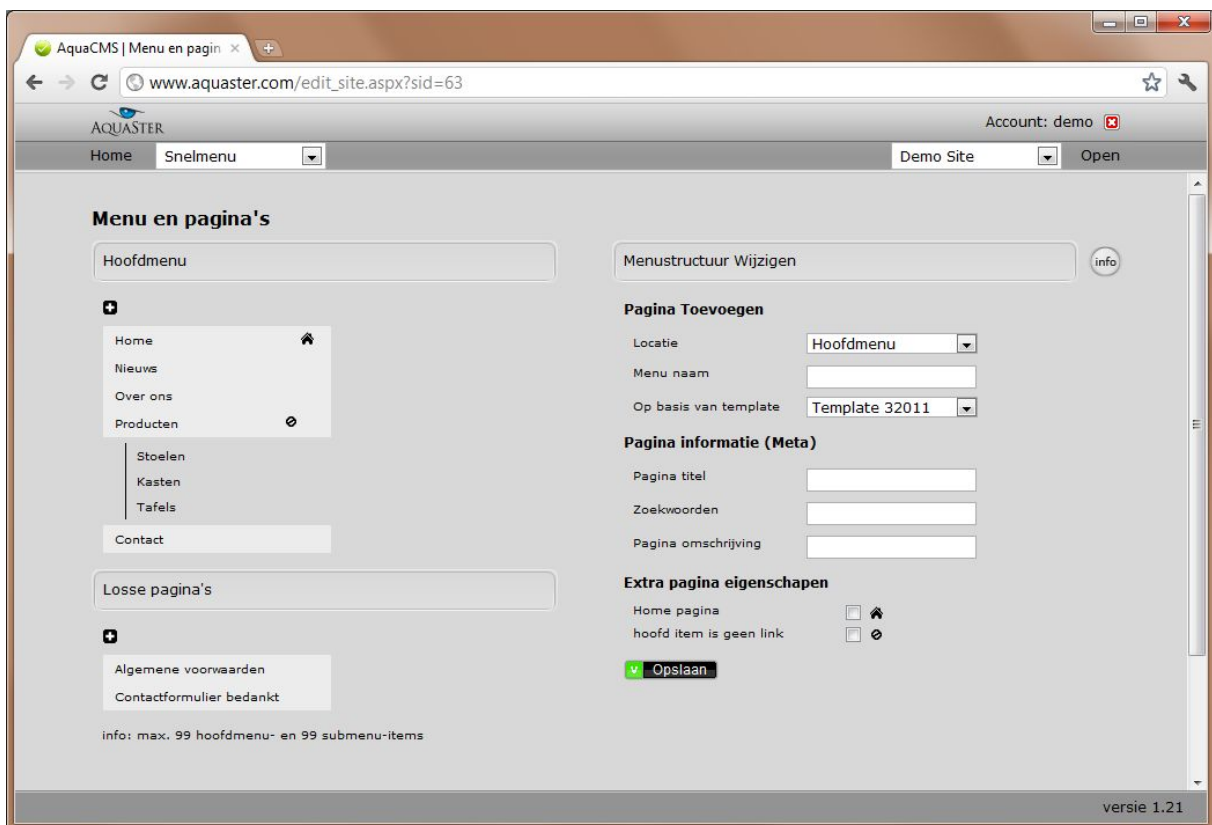 AquaCMS | Menu en pagin
www.aquaster.com/edit_site.aspx?sid=63
AQUASTER
Account: demo
Home
Snelmenu
Demo Site
Open
Menu en pagina's
Hoofdmenu
Home
Nieuws
Over ons
Producten
Stoelen
Kasten
Tafels
Contact
Losse pagina's
Algemene voorwaarden
Contactformulier bedankt
info: max. 99 hoofdmenu- en 99 submenu-items
Menustructuur Wijzigen
info
Pagina Toevoegen
Locatie
Hoofdmenu
Menu naam
Op basis van template
Template 32011
Pagina informatie (Meta)
Pagina titel
Zoekwoorden
Pagina omschrijving
Extra pagina eigenschapen
Home pagina
hoofd item is geen link
v Opslaan
versie 1.21